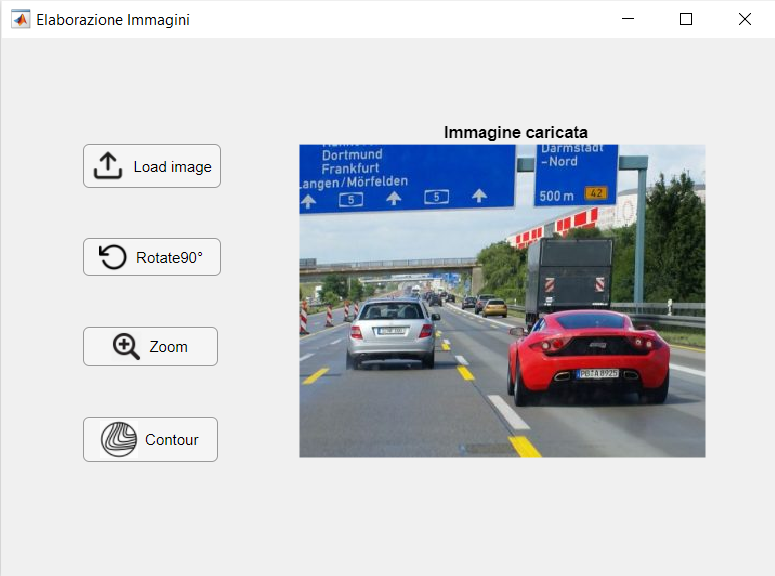 Elaborazione Immagini
Immagine caricata
Load image
Rotate90°
Zoom
Contour
Dortmund
Frankfurt
Langen/Mörfelden
5
5
Darmstadt
-Nord
500 m
42